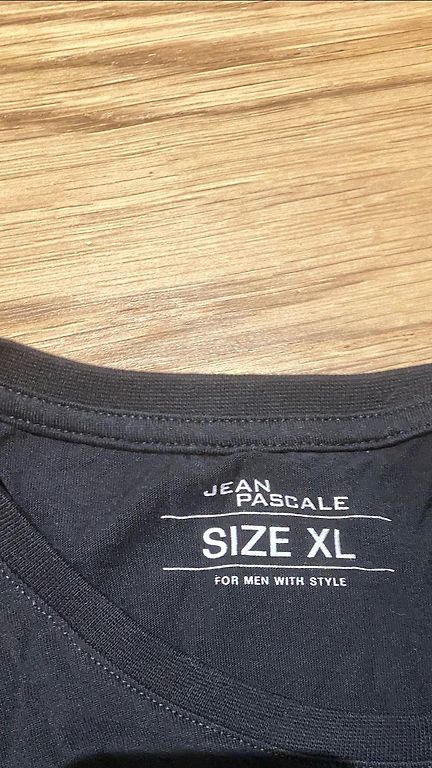 JEAN
PASCALE
SIZE XL
FOR MEN WITH STYLE